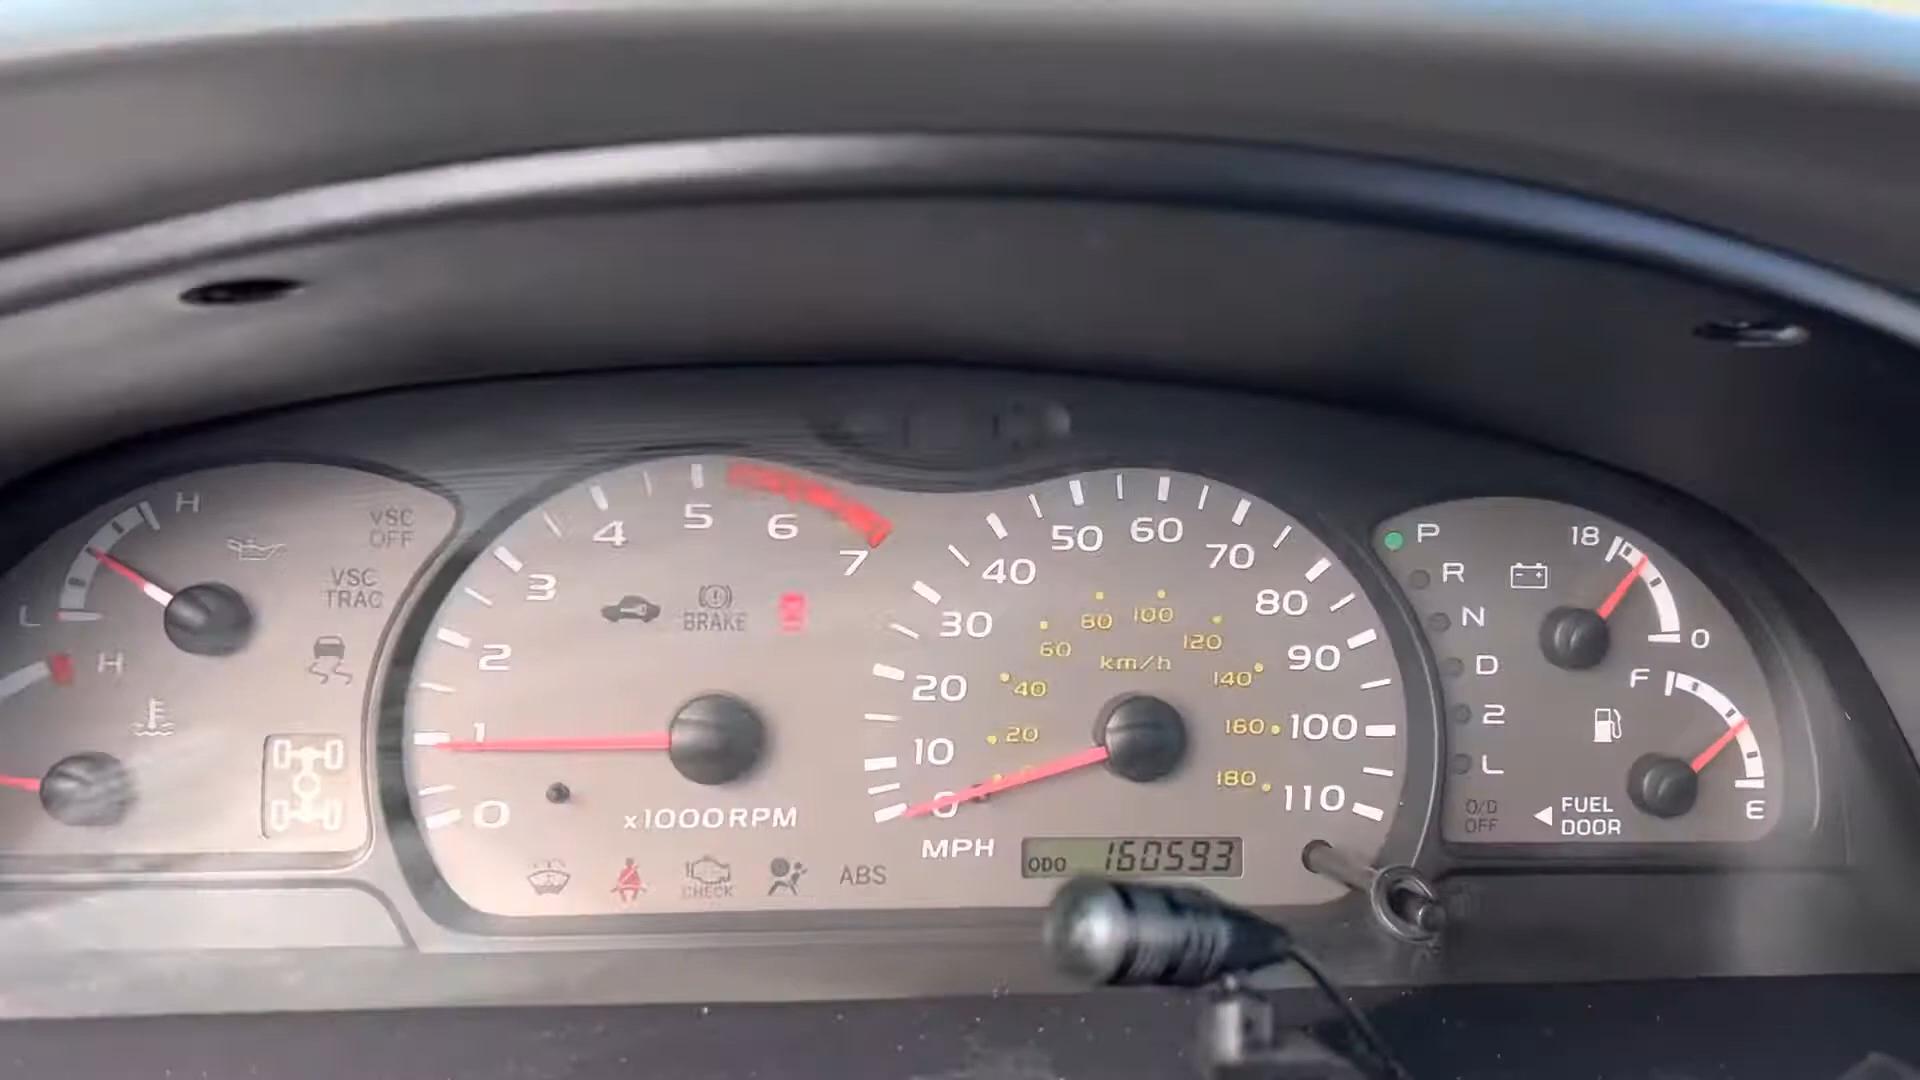 H
L
VSC
OFF
VSC
TRAC
H
0
1
2
3
4
5
6
7
BRAKE
x1000RPM
CHECK
ABS
0
10
20
30
40
50
60
70
80
90
100
110
20
40
60
80
100
120
140
160
180
km/h
MPH
ODO 160593
P
R
N
D
2
L
O/D
OFF
18
0
F
E
FUEL
DOOR